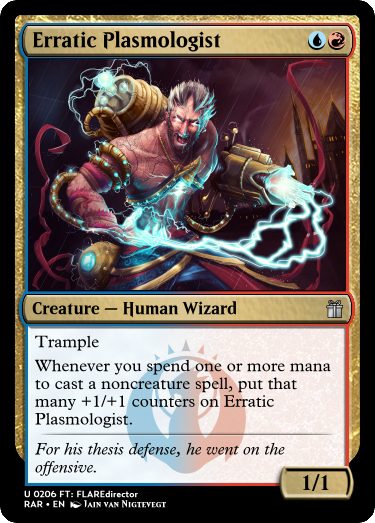 Erratic Plasmologist
Creature — Human Wizard
Trample
Whenever you spend one or more mana
to cast a noncreature spell, put that
many +1/+1 counters on Erratic
Plasmologist.
For his thesis defense, he went on the
offensive.
1/1
U 0206 FT: FLAREdirector
RAR • EN Iain van Nigtevegt